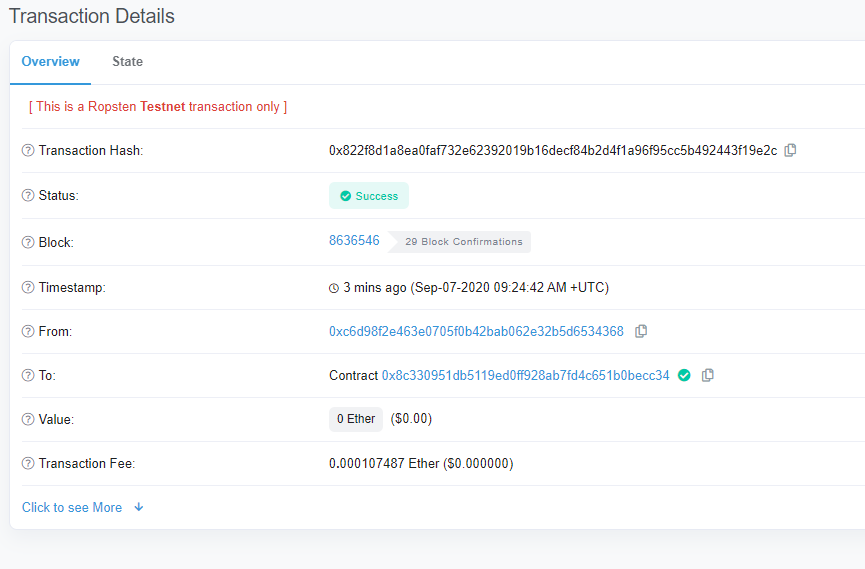 Transaction Details
Overview State
[ This is a Ropsten Testnet transaction only ]
Transaction Hash: 0x822f8d1a8ea0faf732e62392019b16decf84b2d4f1a96f95cc5b492443f19e2c
Status: Success
Block: 8636546 29 Block Confirmations
Timestamp: 3 mins ago (Sep-07-2020 09:24:42 AM +UTC)
From: 0xc6d98f2e463e0705f0b42bab062e32b5d6534368
To: Contract 0x8c330951db5119ed0ff928ab7fd4c651b0becc34
Value: 0 Ether ($0.00)
Transaction Fee: 0.000107487 Ether ($0.000000)
Click to see More